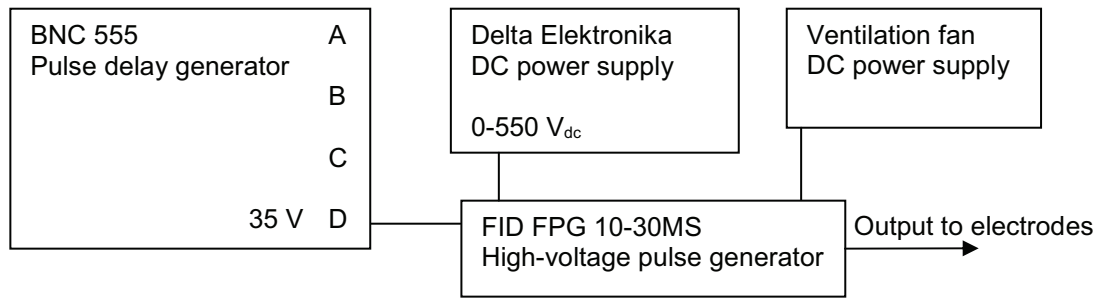 BNC 555
Pulse delay generator
A
B
C
35 V D
Delta Elektronika
DC power supply
0-550 Vdc
Ventilation fan
DC power supply
FID FPG 10-30MS
High-voltage pulse generator
Output to electrodes